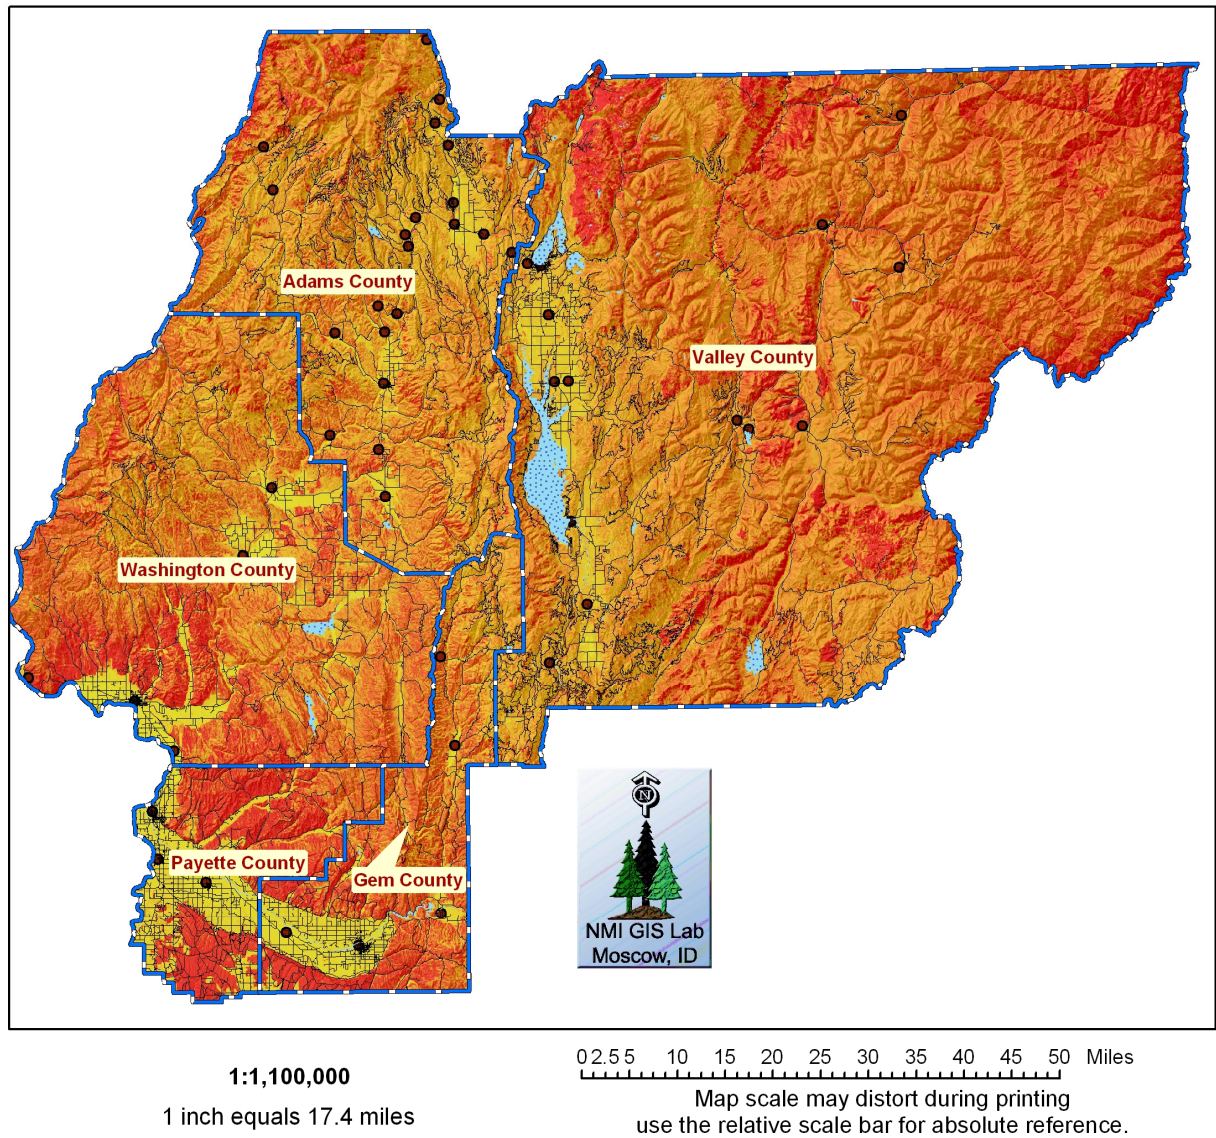 Adams County
Valley County
Washington County
Payette County
Gem County
N
NMI GIS Lab
Moscow, ID
1:1,100,000
1 inch equals 17.4 miles
0 2.5 5 10 15 20 25 30 35 40 45 50 Miles
Map scale may distort during printing
use the relative scale bar for absolute reference.